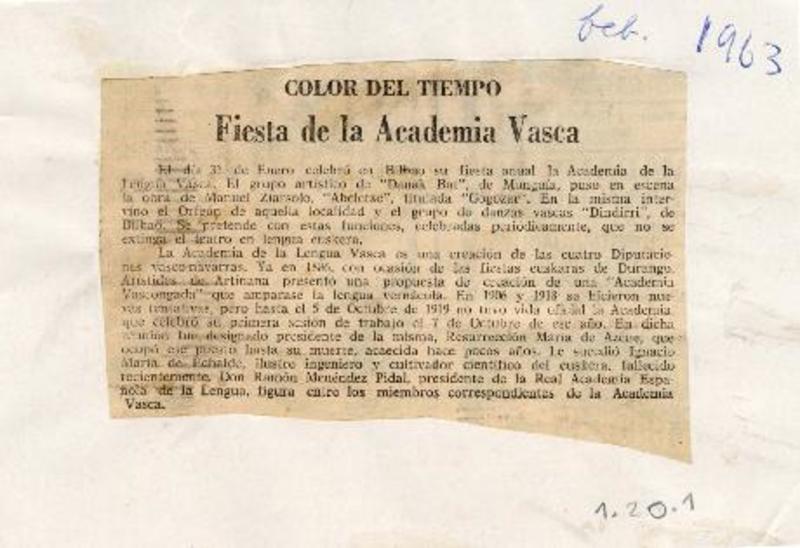 beb. 1963
COLOR DEL TIEMPO
Fiesta de la Academia Vasca
El día 31 de Enero celebró en Bilbao su fiesta anual la Academia de la
Lengua Vasca. El grupo artístico de "Danak Bat", de Munguía, puso en escena
la obra de Manuel Ziarsolo, "Abeletxe", titulada "Gogozar". En la misma inter-
vino el Orfeón de aquella localidad y el grupo de danzas vascas "Dindirri", de
Bilbao. Se pretende con estas funciones, celebradas periódicamente, que no se
extinga el teatro en lengua euskera.
La Academia de la Lengua Vasca es una creación de las cuatro Diputacio-
nes vasco-navarras. Ya en 1886, con ocasión de las fiestas euskaras de Durango,
Arístides de Artiñana presentó una propuesta de creación de una "Academia
Vascongada" que amparase la lengua vernácula. En 1906 y 1918 se hicieron nue-
vas tentativas, pero hasta el 5 de Octubre de 1919 no tuvo vida oficial la Academia,
que celebró su primera sesión de trabajo el 7 de Octubre de ese año. En dicha
reunión fue designado presidente de la misma, Resurrección María de Azcue, que
ocupó ese puesto hasta su muerte, acaecida hace pocos años. Le sucedió Ignacio
María de Echaide, ilustre ingeniero y cultivador científico del euskera, fallecido
recientemente. Don Ramón Menéndez Pidal, presidente de la Real Academia Espa-
ñola de la Lengua, figura entre los miembros correspondientes de la Academia
Vasca.
1.20.1